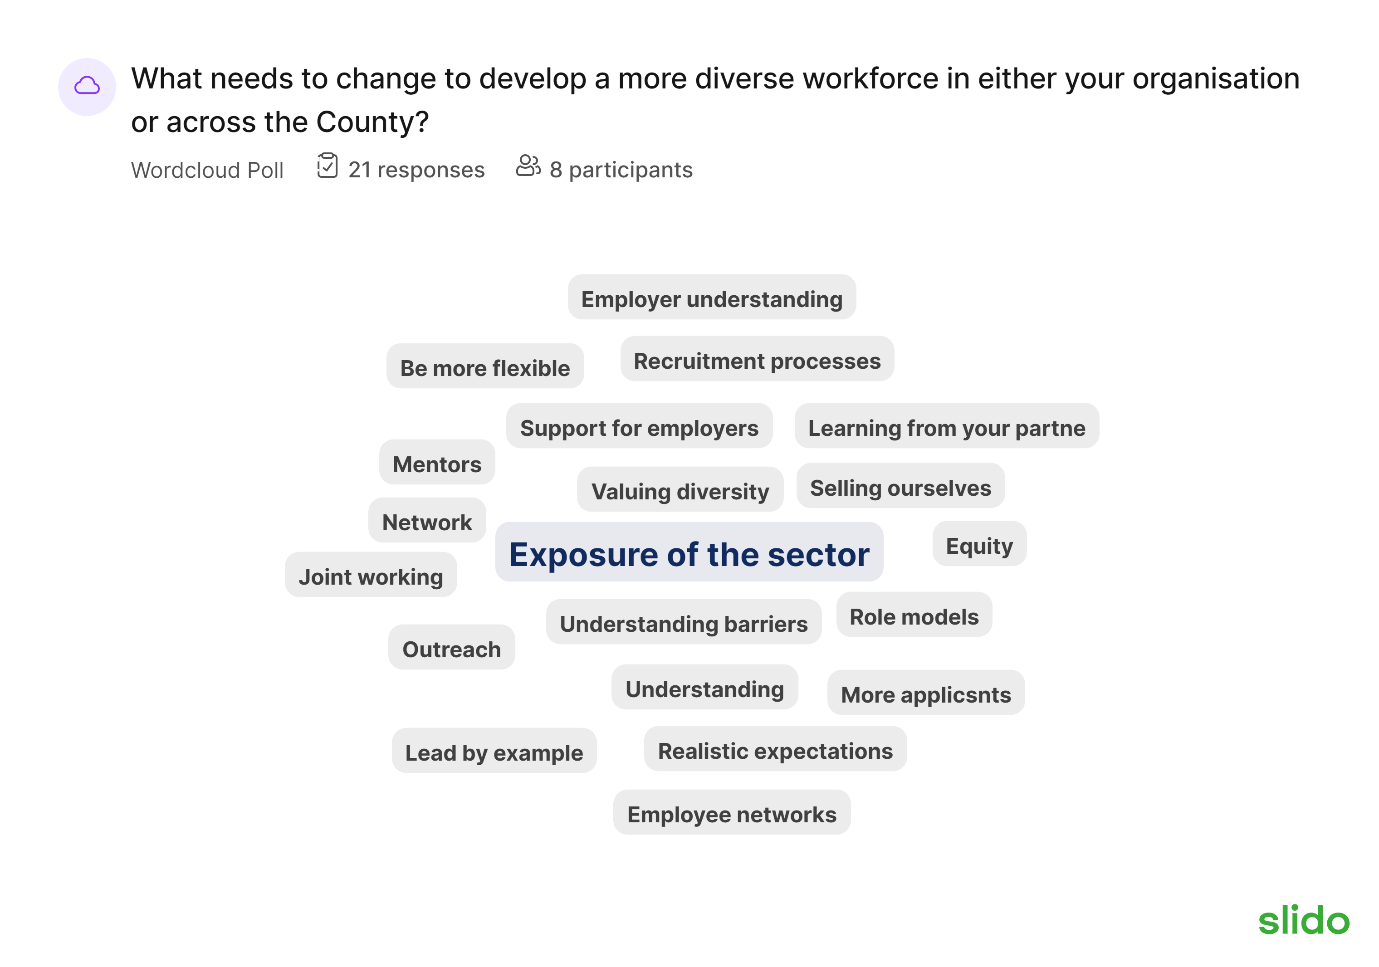 What needs to change to develop a more diverse workforce in either your organisation
or across the County?
Wordcloud Poll 21 responses 8 participants
Employer understanding
Be more flexible Recruitment processes
Support for employers Learning from your partne
Mentors
Valuing diversity Selling ourselves
Network
Exposure of the sector Equity
Joint working
Understanding barriers Role models
Outreach
Understanding More applicsnts
Lead by example Realistic expectations
Employee networks
slido